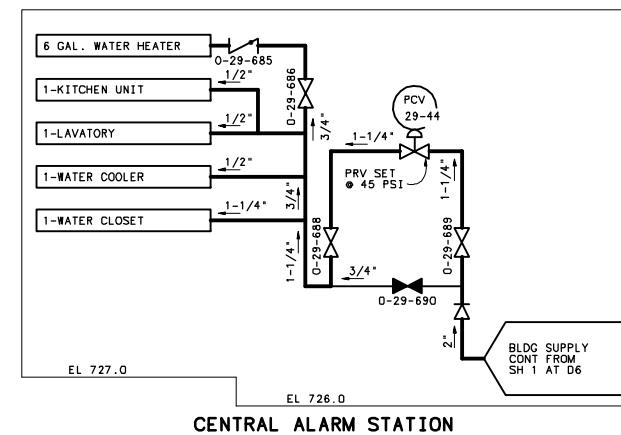 6 GAL. WATER HEATER
0-29-685
1-KITCHEN UNIT
1/2"
0-29-686
1-LAVATORY
1/2"
3/4"
1-WATER COOLER
1/2"
3/4"
1-WATER CLOSET
1-1/4"
1-1/4"
PCV
29-44
1-1/4"
PRV SET
@ 45 PSI
1-1/4"
0-29-688
0-29-689
3/4"
0-29-690
2"
BLDG SUPPLY
CONT FROM
SH 1 AT D6
EL 727.0
EL 726.0
CENTRAL ALARM STATION